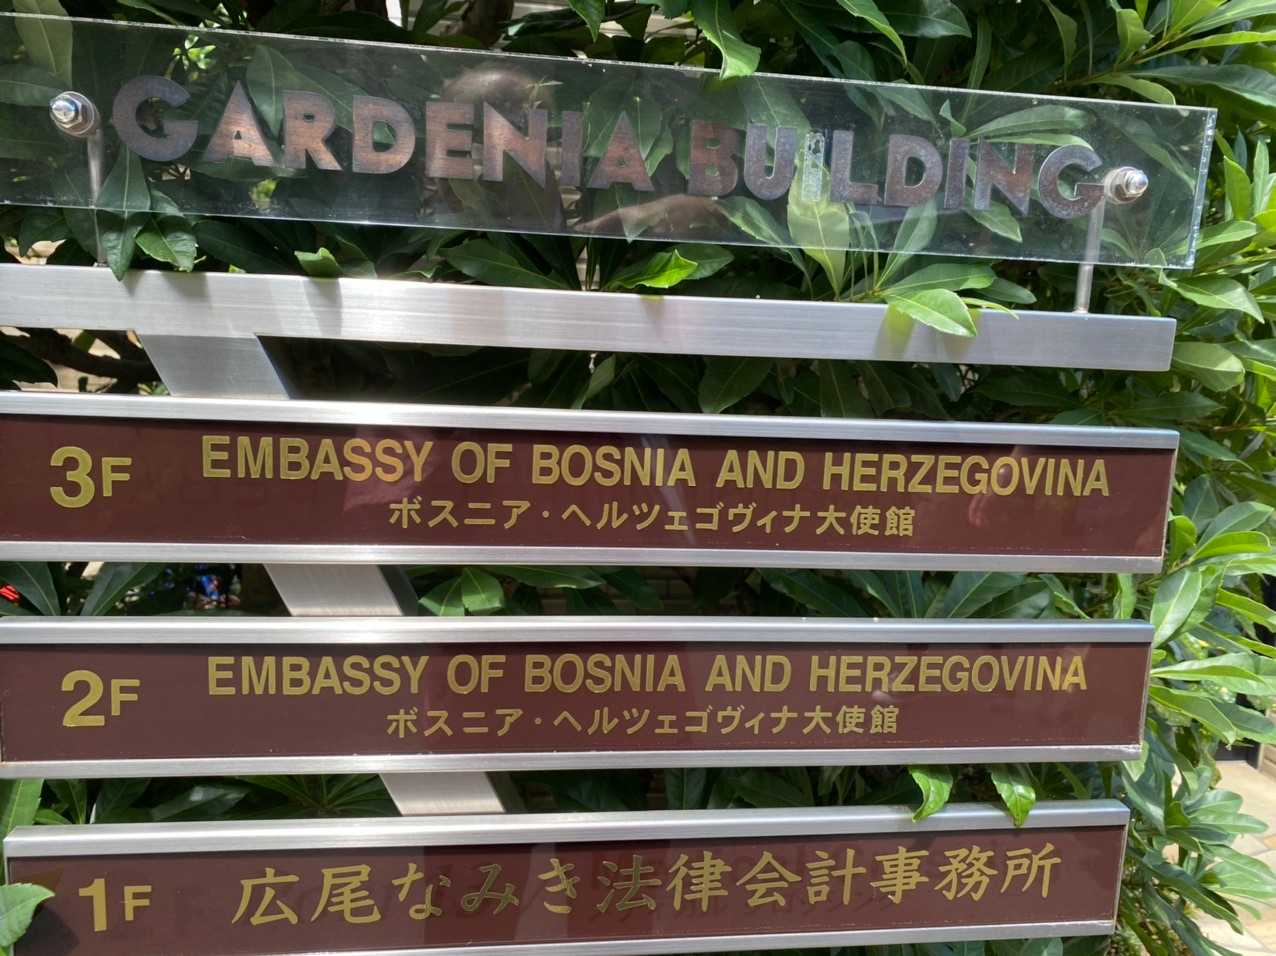 GARDENIA BUILDING
3F EMBASSY OF BOSNIA AND HERZEGOVINA
ボスニア・ヘルツェゴヴィナ大使館
2F EMBASSY OF BOSNIA AND HERZEGOVINA
ボスニア・ヘルツェゴヴィナ大使館
1F 広尾なみき法律会計事務所